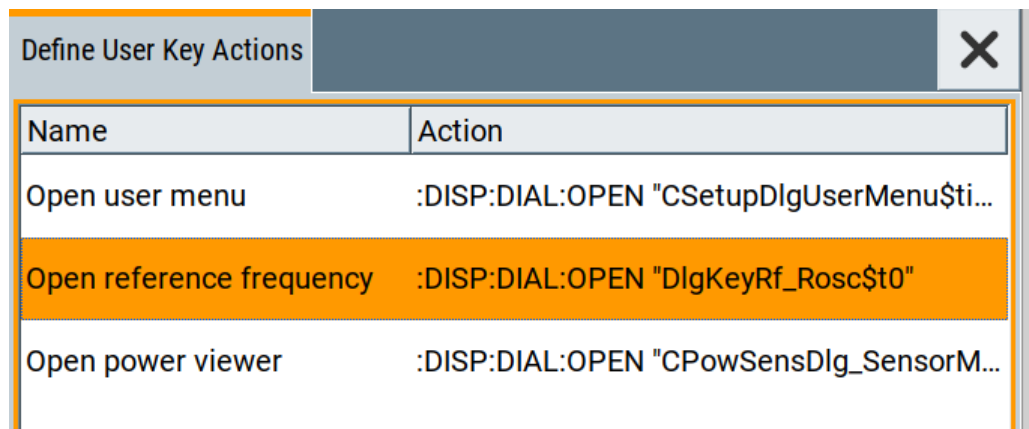 Define User Key Actions
Name Action
Open user menu :DISP:DIAL:OPEN "CSetupDlgUserMenu$ti...
Open reference frequency :DISP:DIAL:OPEN "DlgKeyRf_Rosc$t0"
Open power viewer :DISP:DIAL:OPEN "CPowSensDlg_SensorM...